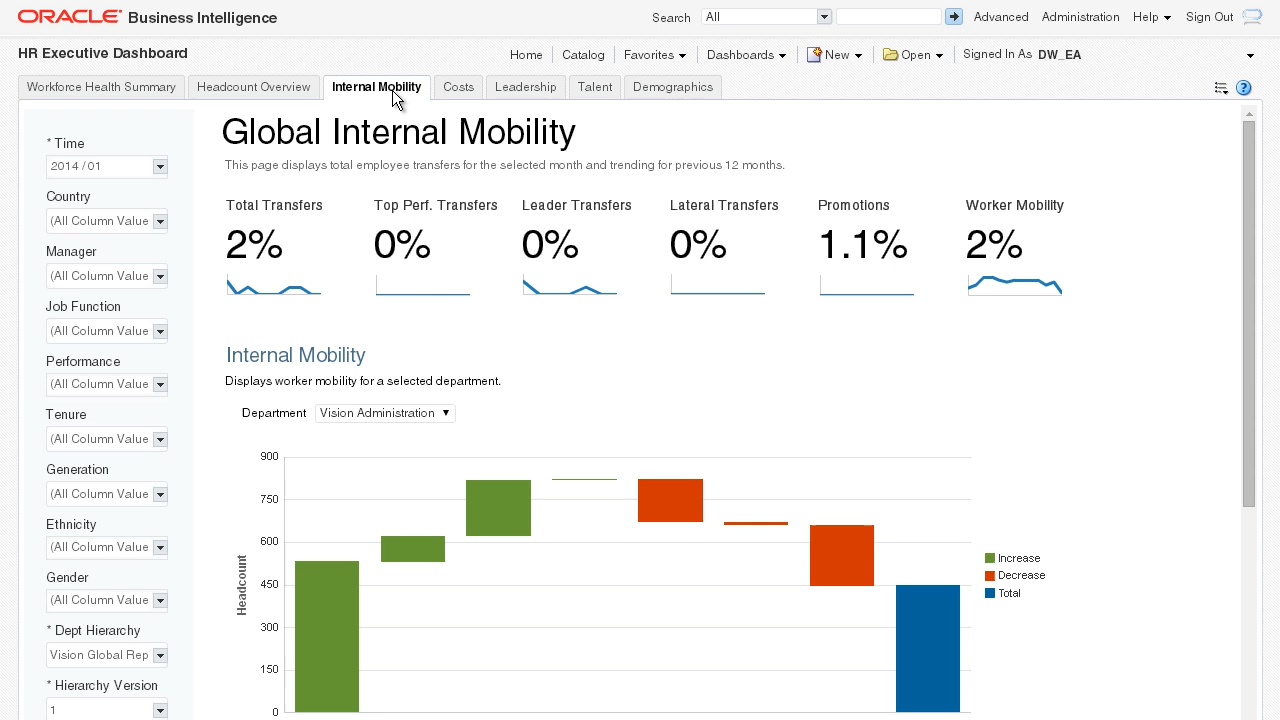 ORACLE Business Intelligence
Search All Advanced Administration Help Sign Out
HR Executive Dashboard
Home Catalog Favorites Dashboards New Open Signed In As DW_EA
Workforce Health Summary Headcount Overview Internal Mobility Costs Leadership Talent Demographics
* Time
2014 / 01
Country
(All Column Value
Manager
(All Column Value
Job Function
(All Column Value
Performance
(All Column Value
Tenure
(All Column Value
Generation
(All Column Value
Ethnicity
(All Column Value
Gender
(All Column Value
* Dept Hierarchy
Vision Global Rep
* Hierarchy Version
1
Global Internal Mobility
This page displays total employee transfers for the selected month and trending for previous 12 months.
Total Transfers Top Perf. Transfers Leader Transfers Lateral Transfers Promotions Worker Mobility
2% 0% 0% 0% 1.1% 2%
Internal Mobility
Displays worker mobility for a selected department.
Department Vision Administration
900
750
600
450
300
150
0
Headcount
Increase
Decrease
Total